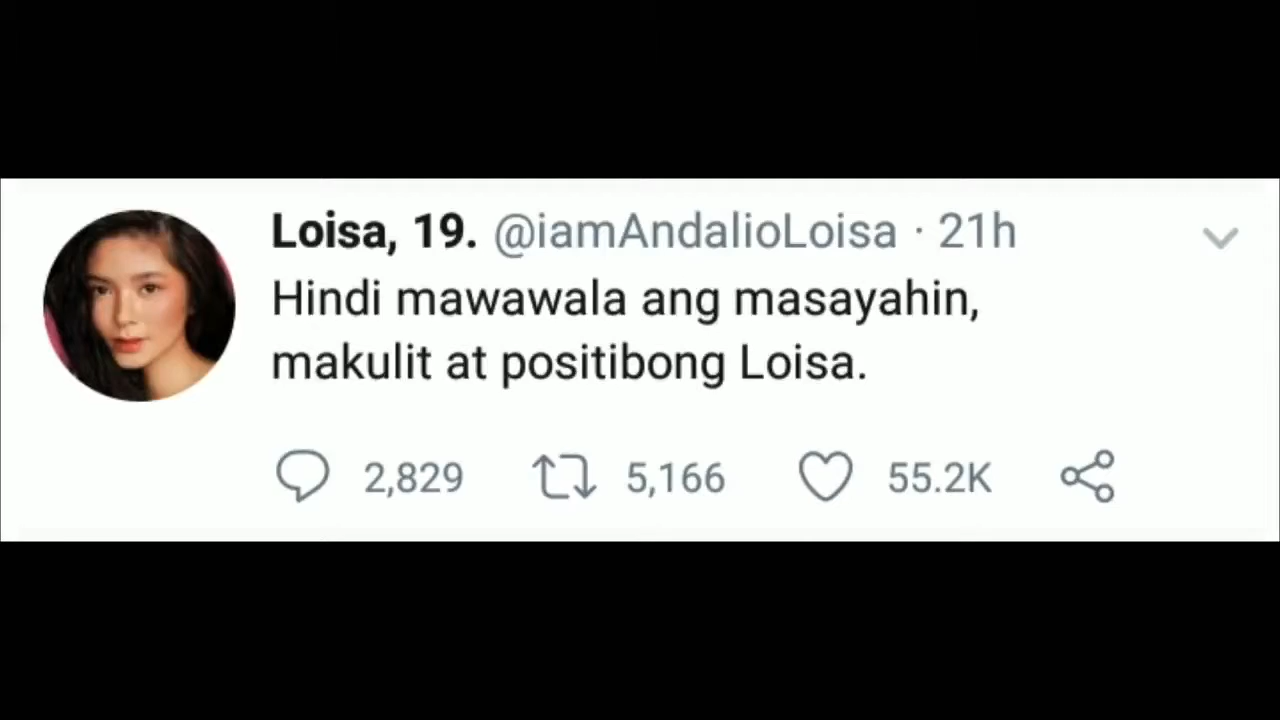 Loisa, 19. @iamAndalioLoisa · 21h
Hindi mawawala ang masayahin,
makulit at positibong Loisa.
2,829 5,166 55.2K